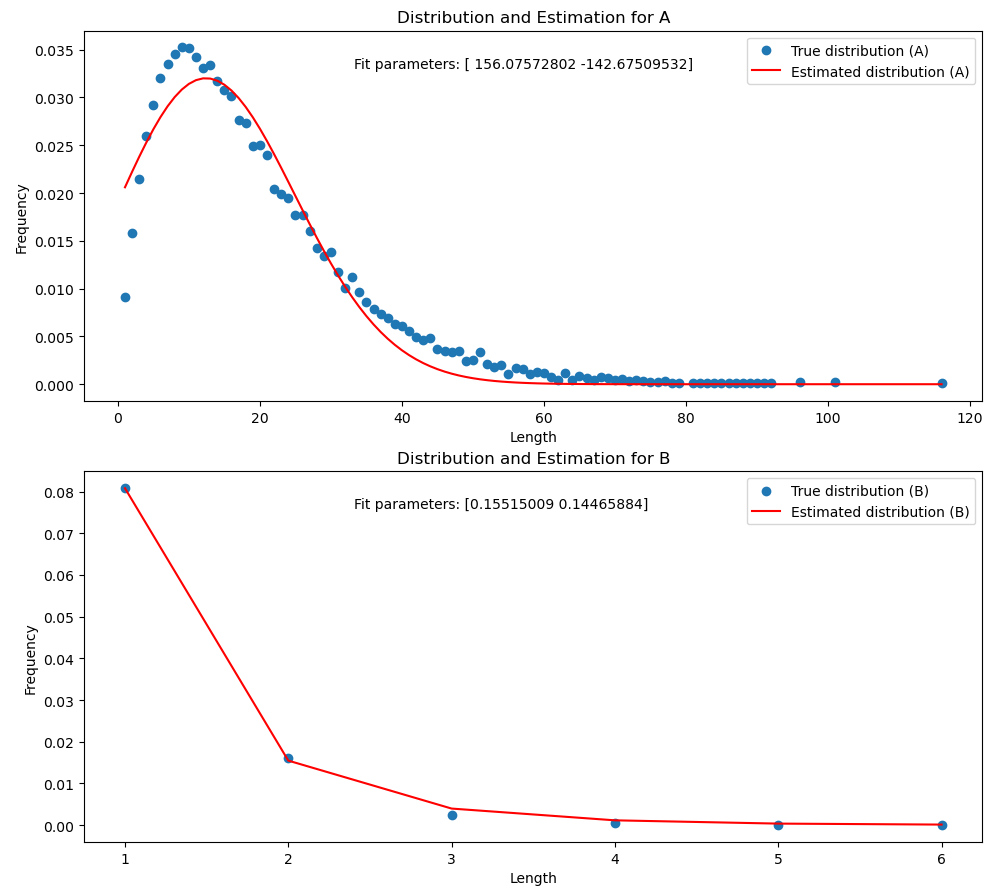 Distribution and Estimation for A
0.035
0.030
0.025
0.020
0.015
0.010
0.005
0.000
Frequency
Fit parameters: [ 156.07572802 -142.67509532]
True distribution (A)
Estimated distribution (A)
0 20 40 60 80 100 120
Length
Distribution and Estimation for B
0.08
0.07
0.06
0.05
0.04
0.03
0.02
0.01
0.00
Frequency
Fit parameters: [0.15515009 0.14465884]
True distribution (B)
Estimated distribution (B)
1 2 3 4 5 6
Length